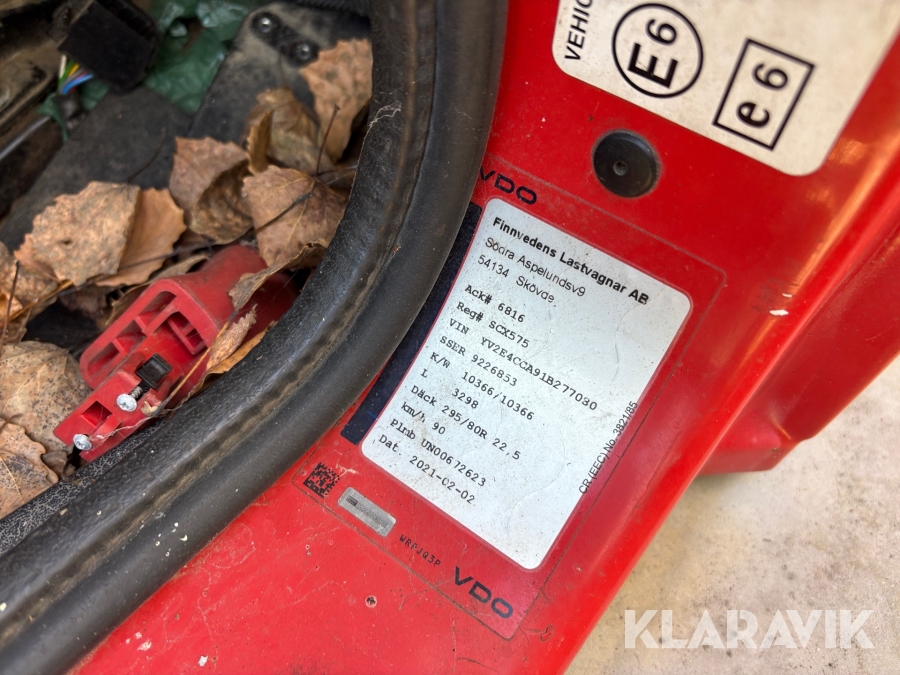 VEHIC
E6
e6
VDO
Finnvedens Lastvagnar AB
Södra Aspelundsv9
54134 Skövde.
Ack# 6816
Reg# SCX575
VIN YV2E4CCA91B277030
SSER 9226853
K/W 10366/10366
L 3298
Däck 295/80R 22,5
km/h 90
Plmb UN00672623
Dat. 2021-02-02
CR (EEC) No. 3821/85
VDO
KLARAVIK